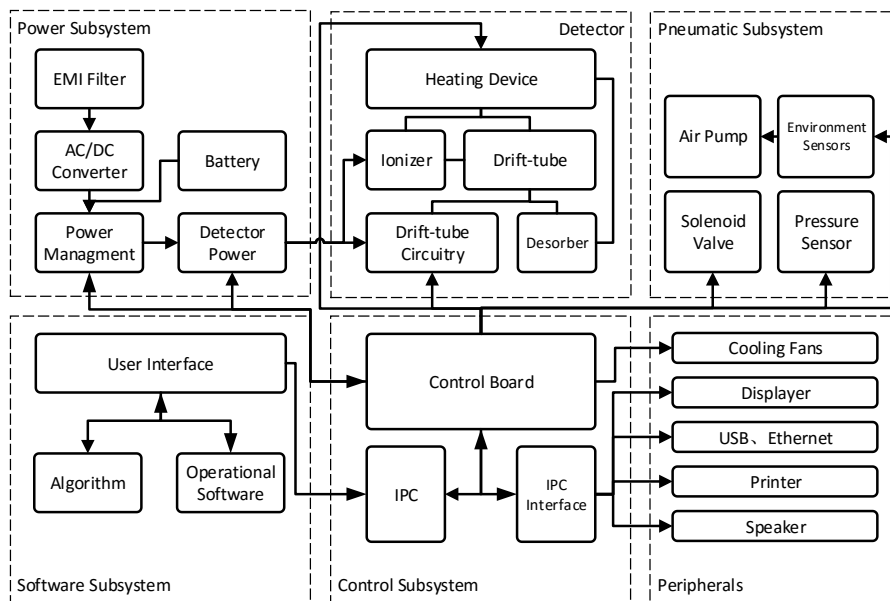 Power Subsystem
EMI Filter
AC/DC
Converter
Battery
Power
Managment
Detector
Power
Detector
Heating Device
Ionizer
Drift-tube
Drift-tube
Circuitry
Desorber
Pneumatic Subsystem
Air Pump
Environment
Sensors
Solenoid
Valve
Pressure
Sensor
User Interface
Algorithm
Operational
Software
Software Subsystem
Control Board
IPC
IPC
Interface
Control Subsystem
Cooling Fans
Displayer
USB、Ethernet
Printer
Speaker
Peripherals